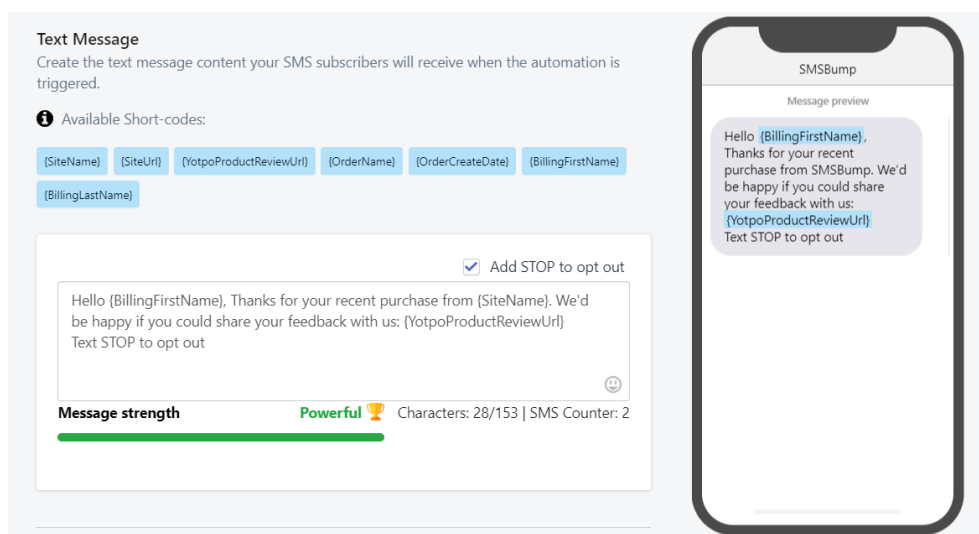 Text Message
Create the text message content your SMS subscribers will receive when the automation is
triggered.
Available Short-codes:
{SiteName} {SiteUrl} {YotpoProductReviewUrl} {OrderName} {OrderCreateDate} {BillingFirstName}
{BillingLastName}
Add STOP to opt out
Hello {BillingFirstName}, Thanks for your recent purchase from {SiteName}. We'd
be happy if you could share your feedback with us: {YotpoProductReviewUrl}
Text STOP to opt out
Message strength Powerful 🏆 Characters: 28/153 | SMS Counter: 2
SMSBump
Message preview
Hello {BillingFirstName},
Thanks for your recent
purchase from SMSBump. We'd
be happy if you could share
your feedback with us:
{YotpoProductReviewUrl}
Text STOP to opt out